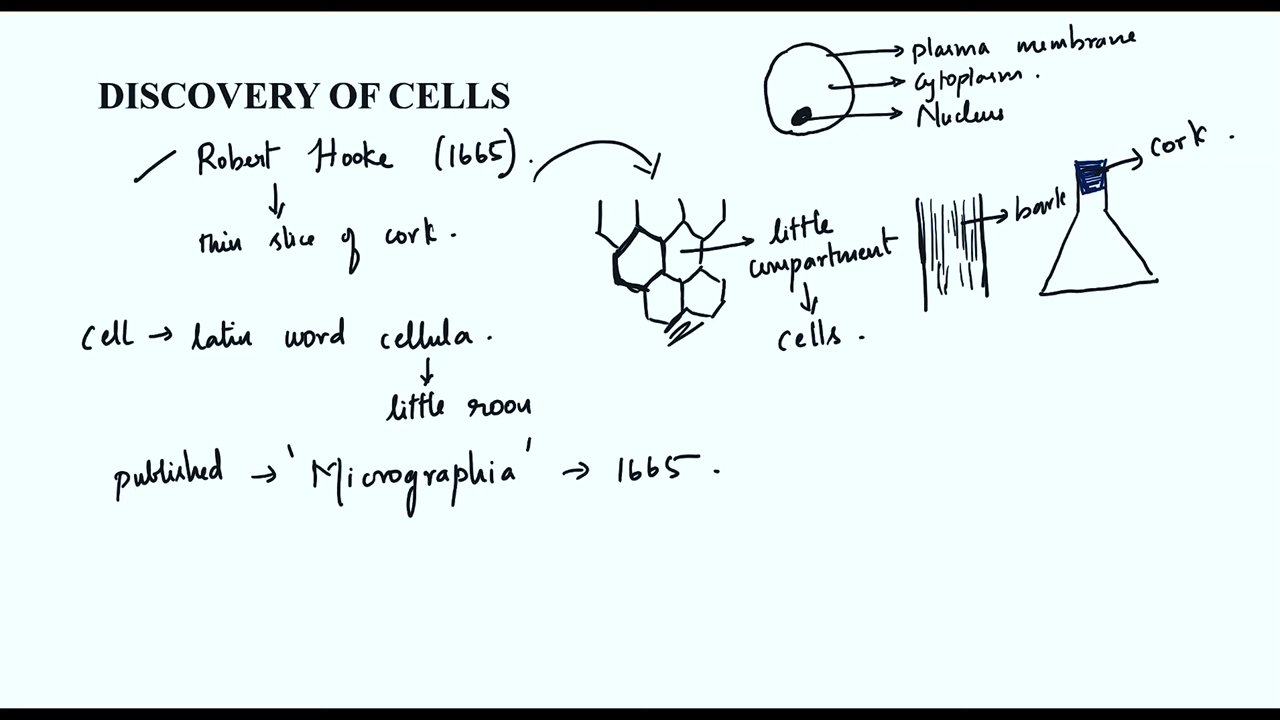 plasma membrane
cytoplasm.
Nucleus
DISCOVERY OF CELLS
Robert Hooke (1665).
cork.
thin slice of cork.
little
compartment
cells.
bark
cell → latin word cellula.
little room
published → 'Micrographia' → 1665.